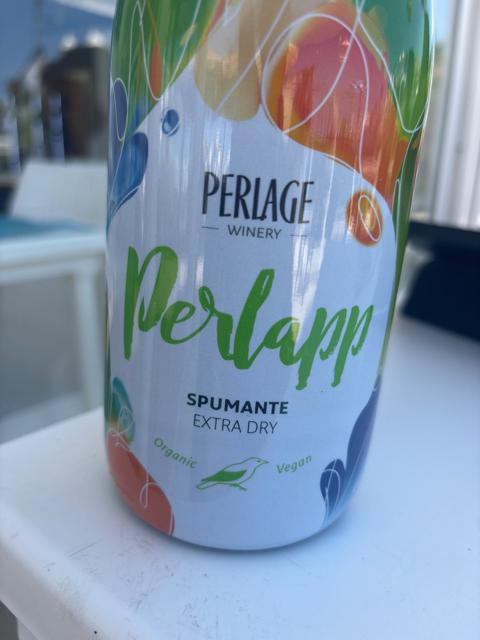 PERLAGE
WINERY
Perlapp
SPUMANTE
EXTRA DRY
Organic Vegan